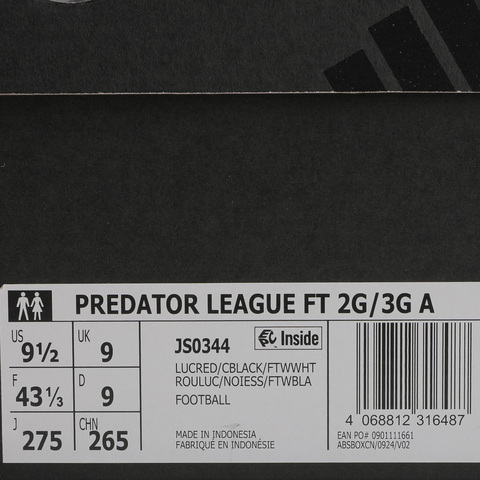 PREDATOR LEAGUE FT 2G/3G A
US 9½ UK 9
F 43⅓ D 9
J 275 CHN 265
JS0344 Inside
LUCRED/CBLACK/FTWWHT
ROULUC/NOIESS/FTWBLA
FOOTBALL
MADE IN INDONESIA
FABRIQUÉ EN INDONÉSIE
4 068812 316487
EAN PO# 0901111661
ABSBOXCN/0924/V02